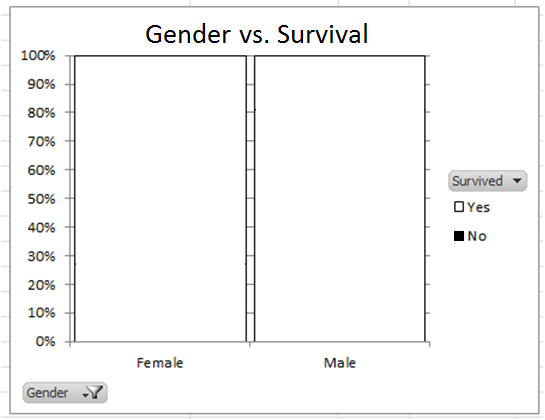 Gender vs. Survival
100%
90%
80%
70%
60%
50%
40%
30%
20%
10%
0%
Female Male
Survived
Yes
No
Gender